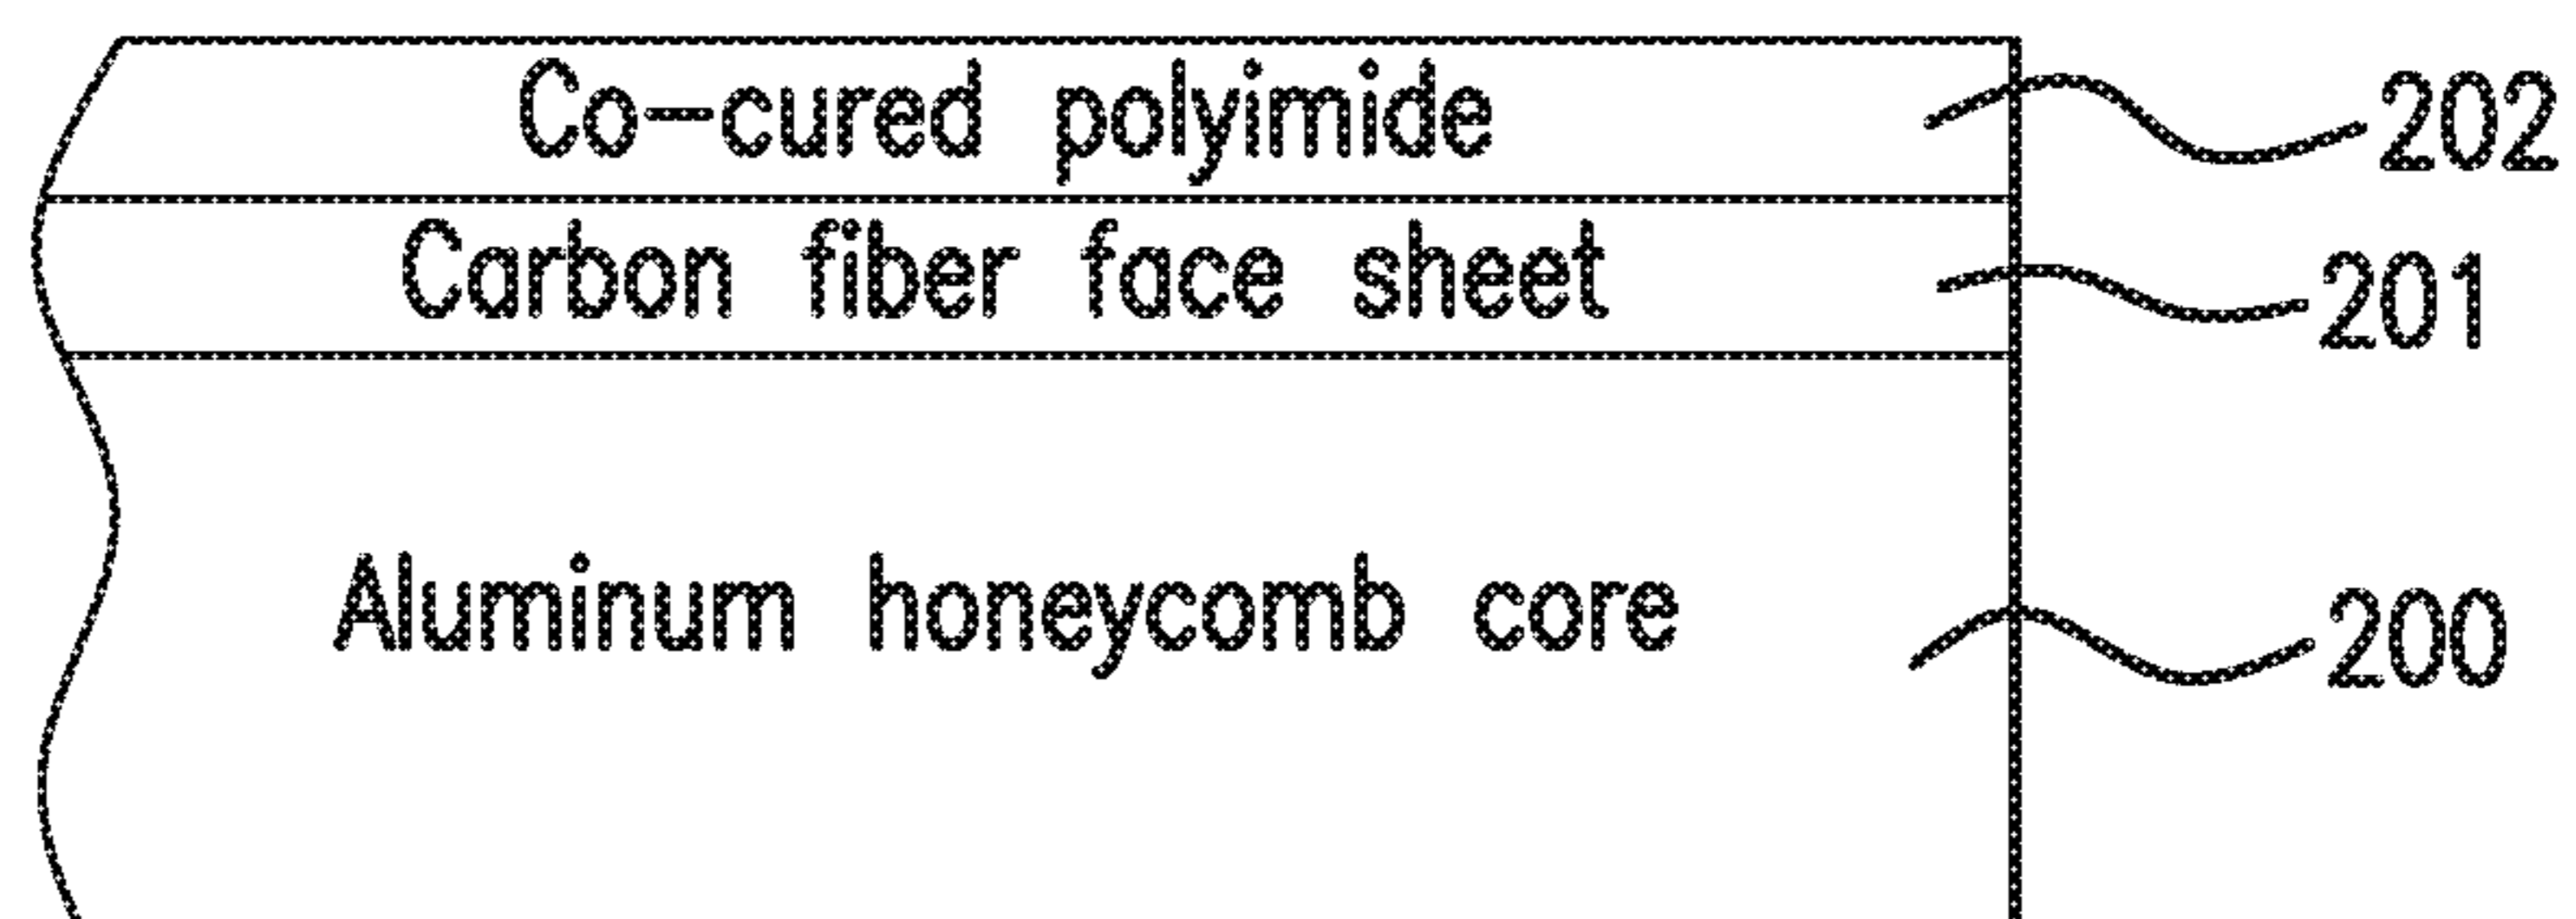 Co-cured polyimide 202
Carbon fiber face sheet 201
Aluminum honeycomb core 200